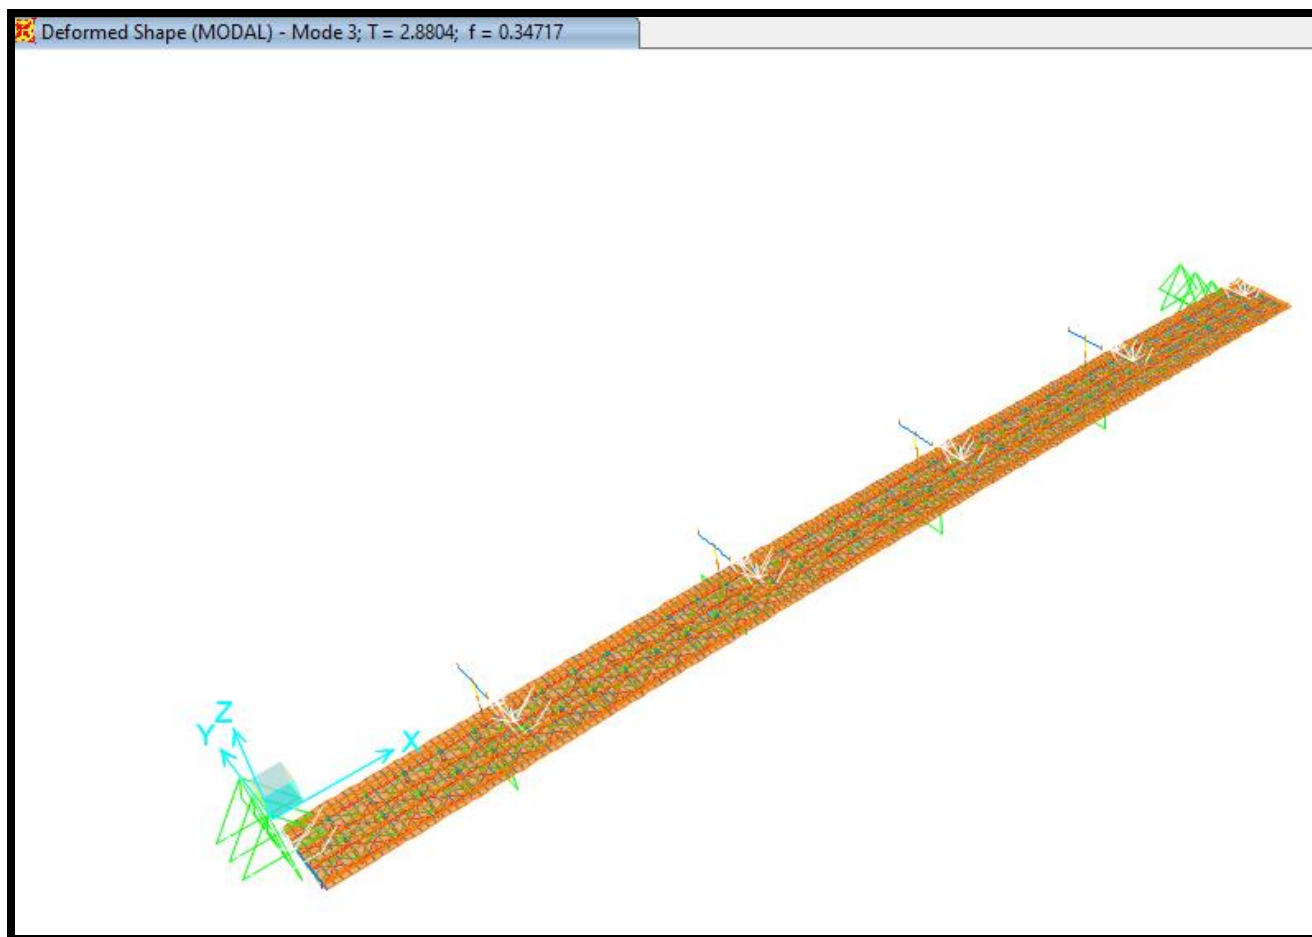 Deformed Shape (MODAL) - Mode 3; T = 2.8804; f = 0.34717
Z
Y
X